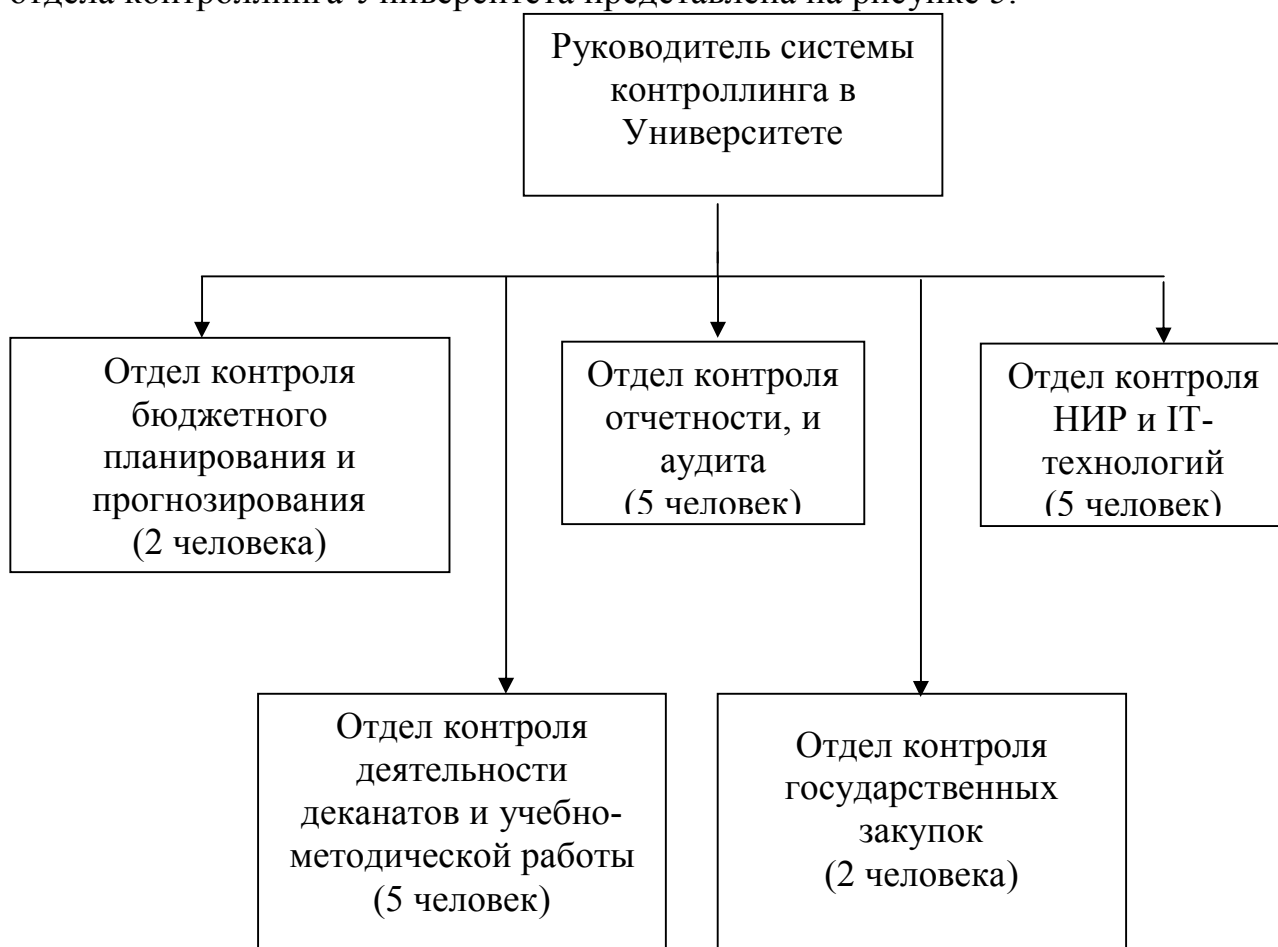 отдела контроллинга Университета представлена на рисунке 3.
Руководитель системы
контроллинга в
Университете
Отдел контроля
бюджетного
планирования и
прогнозирования
(2 человека)
Отдел контроля
отчетности, и
аудита
(5 человек)
Отдел контроля
НИР и IT-
технологий
(5 человек)
Отдел контроля
деятельности
деканатов и учебно-
методической работы
(5 человек)
Отдел контроля
государственных
закупок
(2 человека)